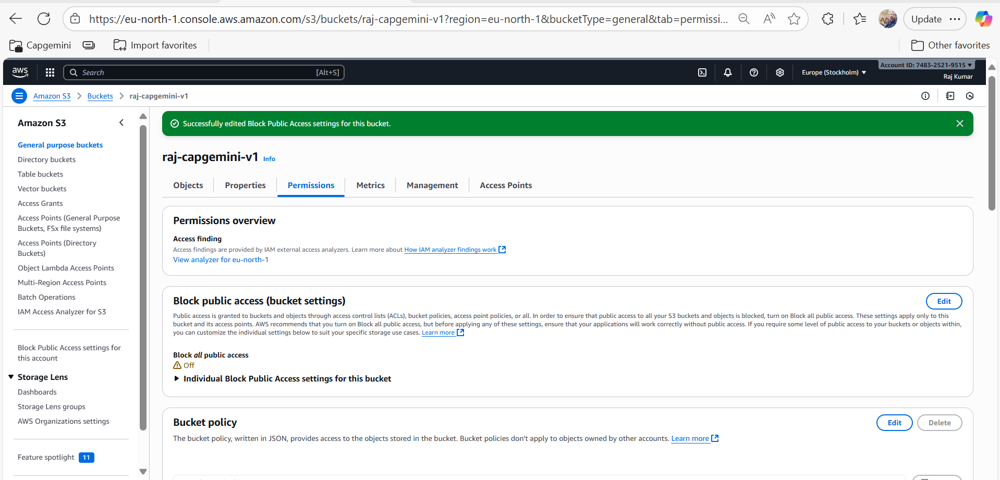 https://eu-north-1.console.aws.amazon.com/s3/buckets/raj-capgemini-v1?region=eu-north-1&bucketType=general&tab=permissi...
Update
Capgemini
Import favorites
Other favorites
aws
Search
[Alt+S]
Europe (Stockholm)
Account ID: 7483-2521-9515
Raj Kumar
Amazon S3
Buckets
raj-capgemini-v1
Amazon S3
General purpose buckets
Directory buckets
Table buckets
Vector buckets
Access Grants
Access Points (General Purpose
Buckets, FSx file systems)
Access Points (Directory
Buckets)
Object Lambda Access Points
Multi-Region Access Points
Batch Operations
IAM Access Analyzer for S3
Block Public Access settings for
this account
Storage Lens
Dashboards
Storage Lens groups
AWS Organizations settings
Feature spotlight 11
Successfully edited Block Public Access settings for this bucket.
raj-capgemini-v1 Info
Objects
Properties
Permissions
Metrics
Management
Access Points
Permissions overview
Access finding
Access findings are provided by IAM external access analyzers. Learn more about How IAM analyzer findings work
View analyzer for eu-north-1
Block public access (bucket settings)
Edit
Public access is granted to buckets and objects through access control lists (ACLs), bucket policies, access point policies, or all. In order to ensure that public access to all your S3 buckets and objects is blocked, turn on Block all public access. These settings apply only to this
bucket and its access points. AWS recommends that you turn on Block all public access, but before applying any of these settings, ensure that your applications will work correctly without public access. If you require some level of public access to your buckets or objects within,
you can customize the individual settings below to suit your specific storage use cases. Learn more
Block all public access
Off
Individual Block Public Access settings for this bucket
Bucket policy
Edit
Delete
The bucket policy, written in JSON, provides access to the objects stored in the bucket. Bucket policies don't apply to objects owned by other accounts. Learn more